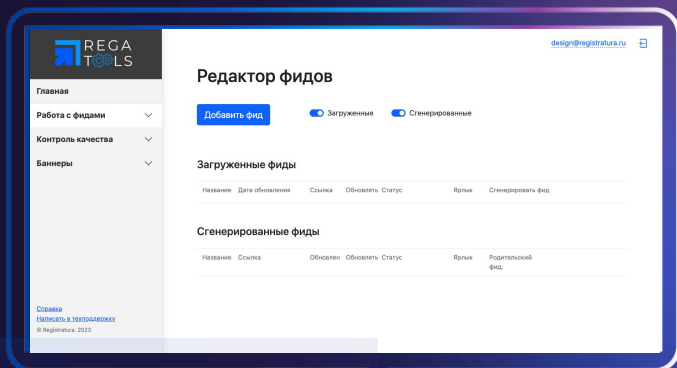 REGA
TOOLS
design@registratura.ru
Главная
Работа с фидами
Контроль качества
Баннеры
Редактор фидов
Добавить фид Загруженные Сгенерированные
Загруженные фиды
Название Дата обновления Ссылка Обновлять Статус Ярлык Сгенерировать фид
Сгенерированные фиды
Название Ссылка Обновлен Обновлять Статус Ярлык Родительский
фид:
Справка
Написать в техподдержку
© Registratura. 2023